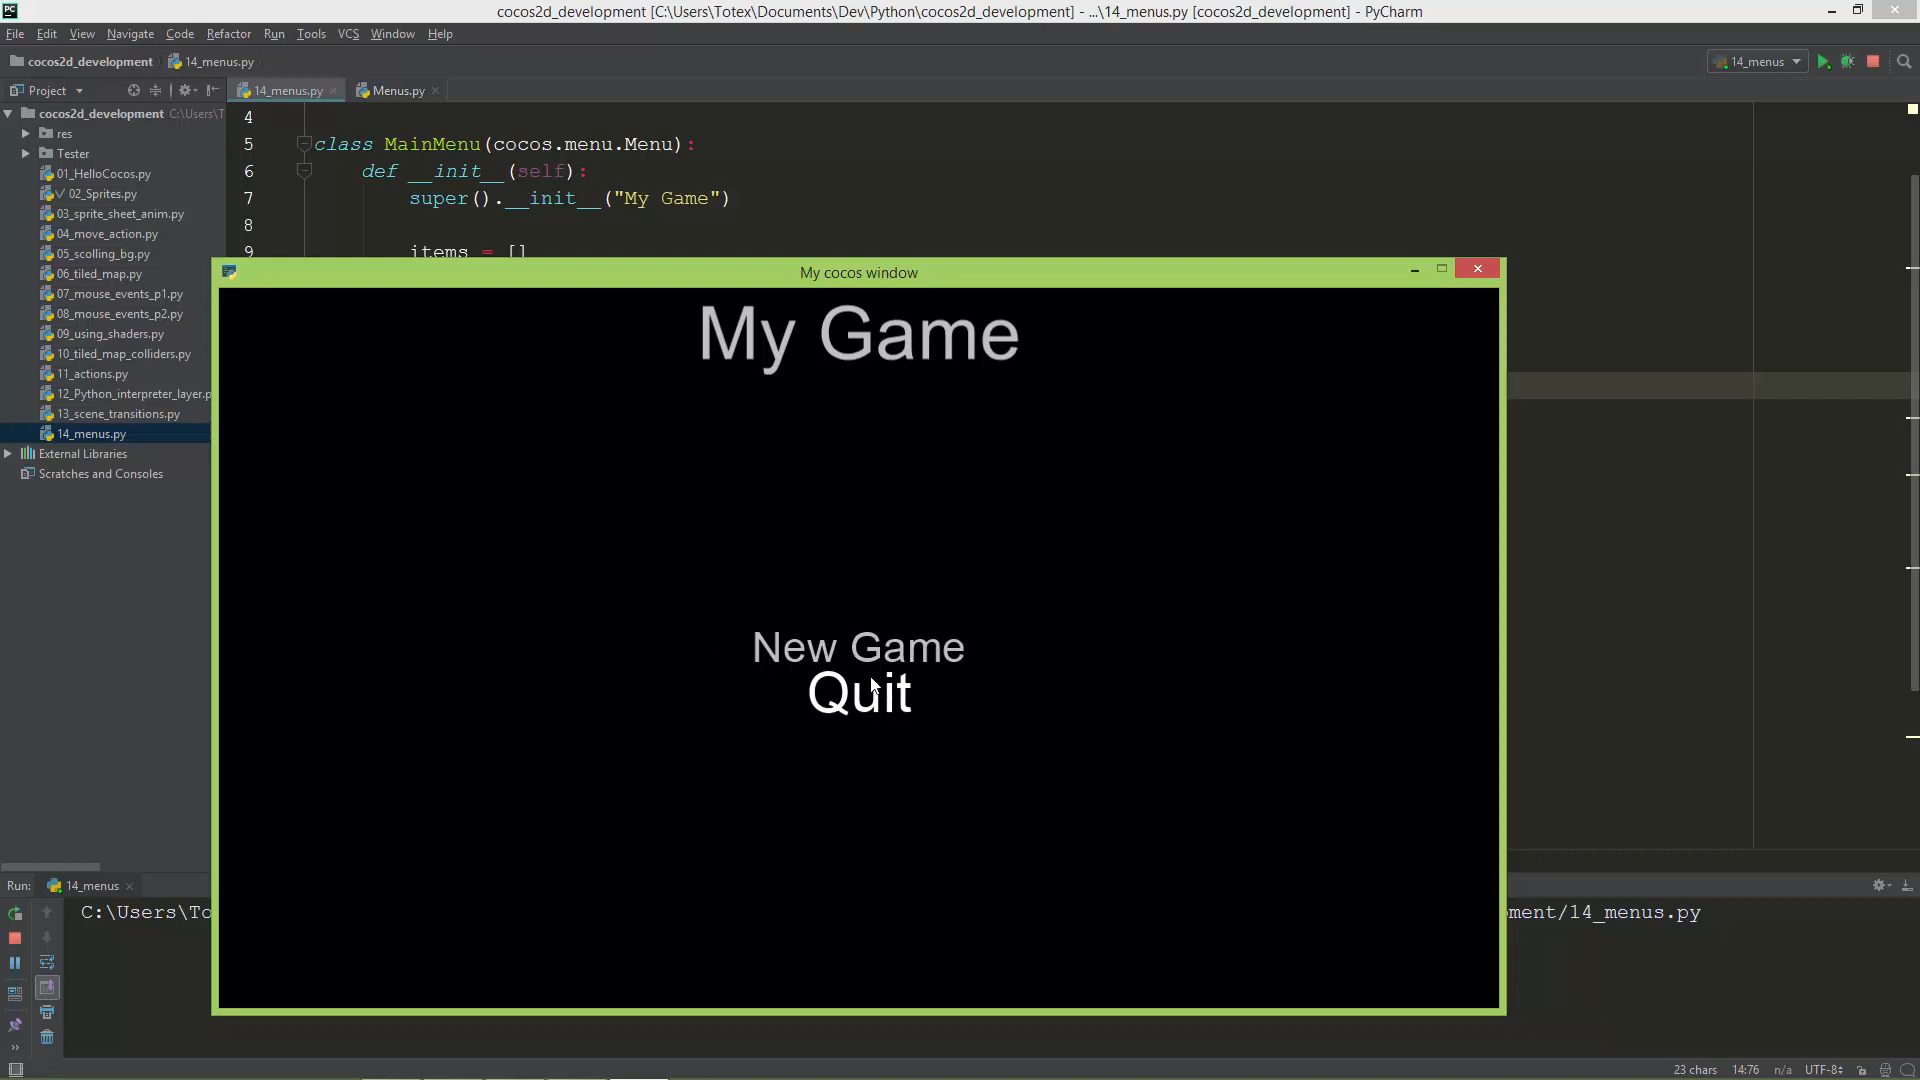 PC
cocos2d_development [C:\Users\Totex\Documents\Dev\Python\cocos2d_development] - ...\14_menus.py [cocos2d_development] - PyCharm
File Edit View Navigate Code Refactor Run Tools VCS Window Help
cocos2d_development 14_menus.py 14_menus
Project 14_menus.py Menus.py
cocos2d_development C:\Users\T
res
Tester
01_HelloCocos.py
02_Sprites.py
03_sprite_sheet_anim.py
04_move_action.py
05_scolling_bg.py
06_tiled_map.py
07_mouse_events_p1.py
08_mouse_events_p2.py
09_using_shaders.py
10_tiled_map_colliders.py
11_actions.py
12_Python_interpreter_layer.p
13_scene_transitions.py
14_menus.py
External Libraries
Scratches and Consoles
4
5 class MainMenu(cocos.menu.Menu):
6 def __init__(self):
7 super().__init__("My Game")
8
9 items = []
My cocos window
My Game
New Game
Quit
Run: 14_menus
C:\Users\To ment/14_menus.py
23 chars 14:76 n/a UTF-8